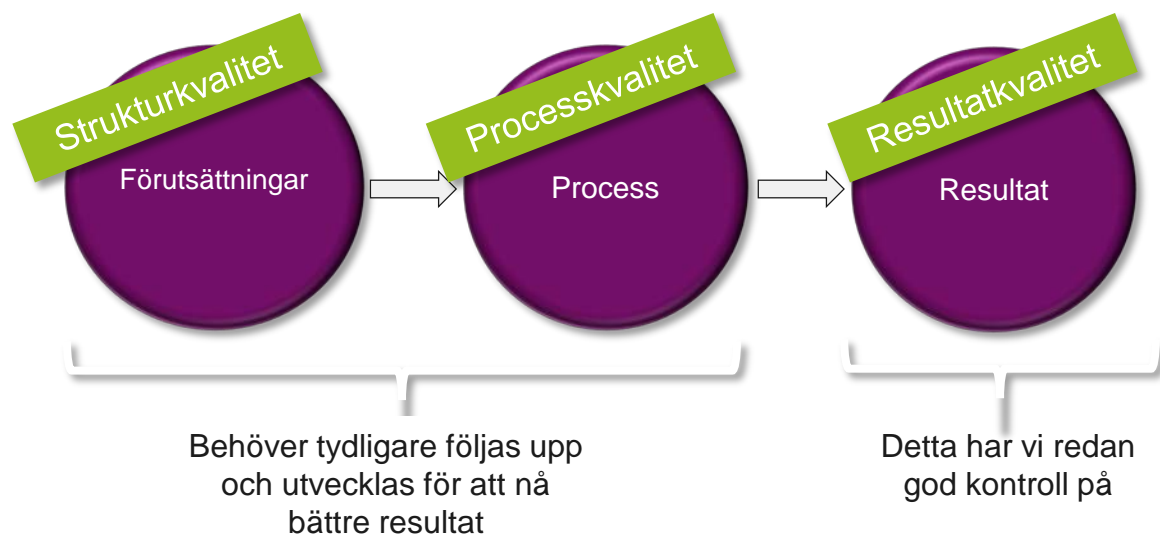 Strukturkvalitet
Förutsättningar
Processkvalitet
Process
Resultatkvalitet
Resultat
Behöver tydligare följas upp
och utvecklas för att nå
bättre resultat
Detta har vi redan
god kontroll på